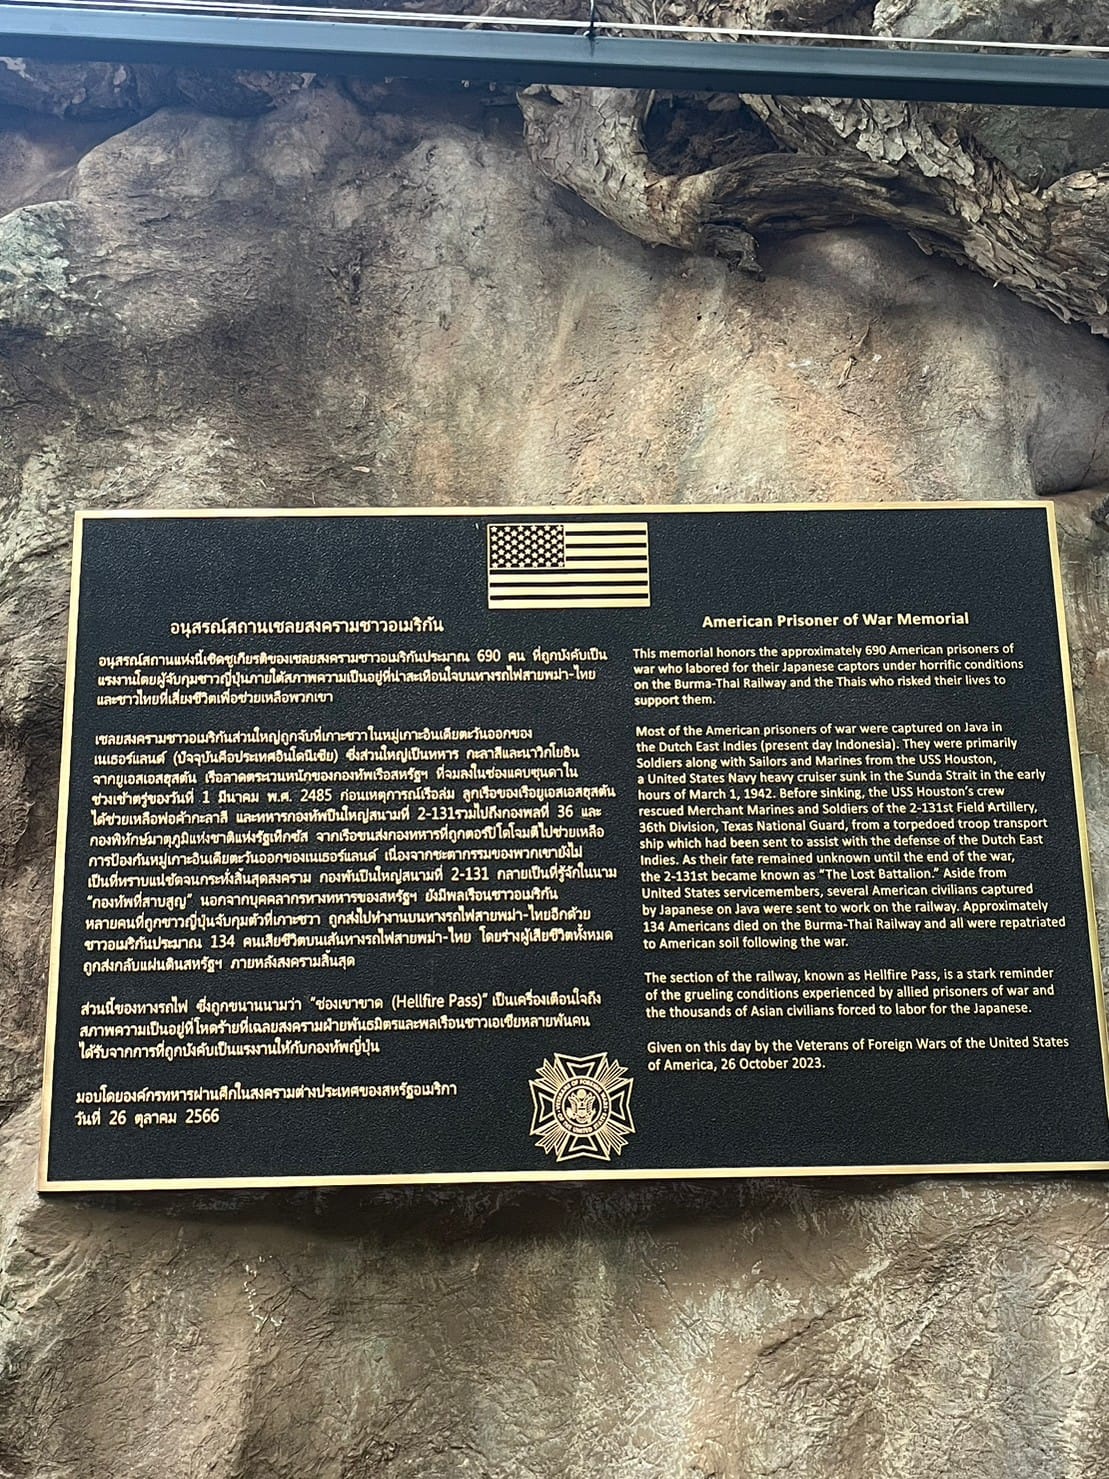 อนุสรณ์สถานเชลยสงครามชาวอเมริกัน
อนุสรณ์สถานแห่งนี้เชิดชูเกียรติของเชลยสงครามชาวอเมริกันประมาณ 690 คน ที่ถูกบังคับเป็น
แรงงานโดยผู้จับกุมชาวญี่ปุ่นภายใต้สภาพความเป็นอยู่ที่น่าสะเทือนใจบนทางรถไฟสายพม่า-ไทย
และชาวไทยที่เสี่ยงชีวิตเพื่อช่วยเหลือพวกเขา
เชลยสงครามชาวอเมริกันส่วนใหญ่ถูกจับที่เกาะชวาในหมู่เกาะอินเดียตะวันออกของ
เนเธอร์แลนด์ (ปัจจุบันคือประเทศอินโดนีเซีย) ซึ่งส่วนใหญ่เป็นทหาร กะลาสีและนาวิกโยธิน
จากยูเอสเอสฮุสตัน เรือลาดตระเวนหนักของกองทัพเรือสหรัฐฯ ที่จมลงในช่องแคบซุนดาใน
ช่วงเช้าตรู่ของวันที่ 1 มีนาคม พ.ศ. 2485 ก่อนเหตุการณ์เรือล่ม ลูกเรือของเรือยูเอสเอสฮุสตัน
ได้ช่วยเหลือพ่อค้ากะลาสี และทหารกองทัพปืนใหญ่สนามที่ 2-131รวมไปถึงกองพลที่ 36 และ
กองพิทักษ์มาตุภูมิแห่งชาติแห่งรัฐเท็กซัส จากเรือขนส่งกองทหารที่ถูกตอร์ปิโดโจมตีไปช่วยเหลือ
การป้องกันหมู่เกาะอินเดียตะวันออกของเนเธอร์แลนด์ เนื่องจากชะตากรรมของพวกเขายังไม่
เป็นที่ทราบแน่ชัดจนกระทั่งสิ้นสุดสงคราม กองพันปืนใหญ่สนามที่ 2-131 กลายเป็นที่รู้จักในนาม
"กองทัพที่สาบสูญ" นอกจากบุคคลากรทางทหารของสหรัฐฯ ยังมีพลเรือนชาวอเมริกัน
หลายคนที่ถูกชาวญี่ปุ่นจับกุมตัวที่เกาะชวา ถูกส่งไปทำงานบนทางรถไฟสายพม่า-ไทยอีกด้วย
ชาวอเมริกันประมาณ 134 คนเสียชีวิตบนเส้นทางรถไฟสายพม่า-ไทย โดยร่างผู้เสียชีวิตทั้งหมด
ถูกส่งกลับแผ่นดินสหรัฐฯ ภายหลังสงครามสิ้นสุด
ส่วนนี้ของทางรถไฟ ซึ่งถูกขนานนามว่า "ช่องเขาขาด (Hellfire Pass)" เป็นเครื่องเตือนใจถึง
สภาพความเป็นอยู่ที่โหดร้ายที่เฉลยสงครามฝ่ายพันธมิตรและพลเรือนชาวเอเชียหลายพันคน
ได้รับจากการที่ถูกบังคับเป็นแรงงานให้กับกองทัพญี่ปุ่น
มอบโดยองค์กรทหารผ่านศึกในสงครามต่างประเทศของสหรัฐอเมริกา
วันที่ 26 ตุลาคม 2566
American Prisoner of War Memorial
This memorial honors the approximately 690 American prisoners of
war who labored for their Japanese captors under horrific conditions
on the Burma-Thai Railway and the Thais who risked their lives to
support them.
Most of the American prisoners of war were captured on Java in
the Dutch East Indies (present day Indonesia). They were primarily
Soldiers along with Sailors and Marines from the USS Houston,
a United States Navy heavy cruiser sunk in the Sunda Strait in the early
hours of March 1, 1942. Before sinking, the USS Houston's crew
rescued Merchant Marines and Soldiers of the 2-131st Field Artillery,
36th Division, Texas National Guard, from a torpedoed troop transport
ship which had been sent to assist with the defense of the Dutch East
Indies. As their fate remained unknown until the end of the war,
the 2-131st became known as "The Lost Battalion." Aside from
United States servicemembers, several American civilians captured
by Japanese on Java were sent to work on the railway. Approximately
134 Americans died on the Burma-Thai Railway and all were repatriated
to American soil following the war.
The section of the railway, known as Hellfire Pass, is a stark reminder
of the grueling conditions experienced by allied prisoners of war and
the thousands of Asian civilians forced to labor for the Japanese.
Given on this day by the Veterans of Foreign Wars of the United States
of America, 26 October 2023.
VETERANS OF FOREIGN WARS
OF THE UNITED STATES